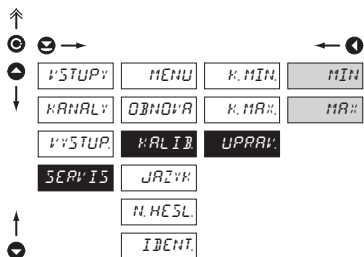 VSTUPY MENU K. MIN. MIN
KANALY OBNOVA K. MAX. MAX
VYSTUP. KALIB. UPRAV.
SERVIS JAZYK
N. HESL.
IDENT.